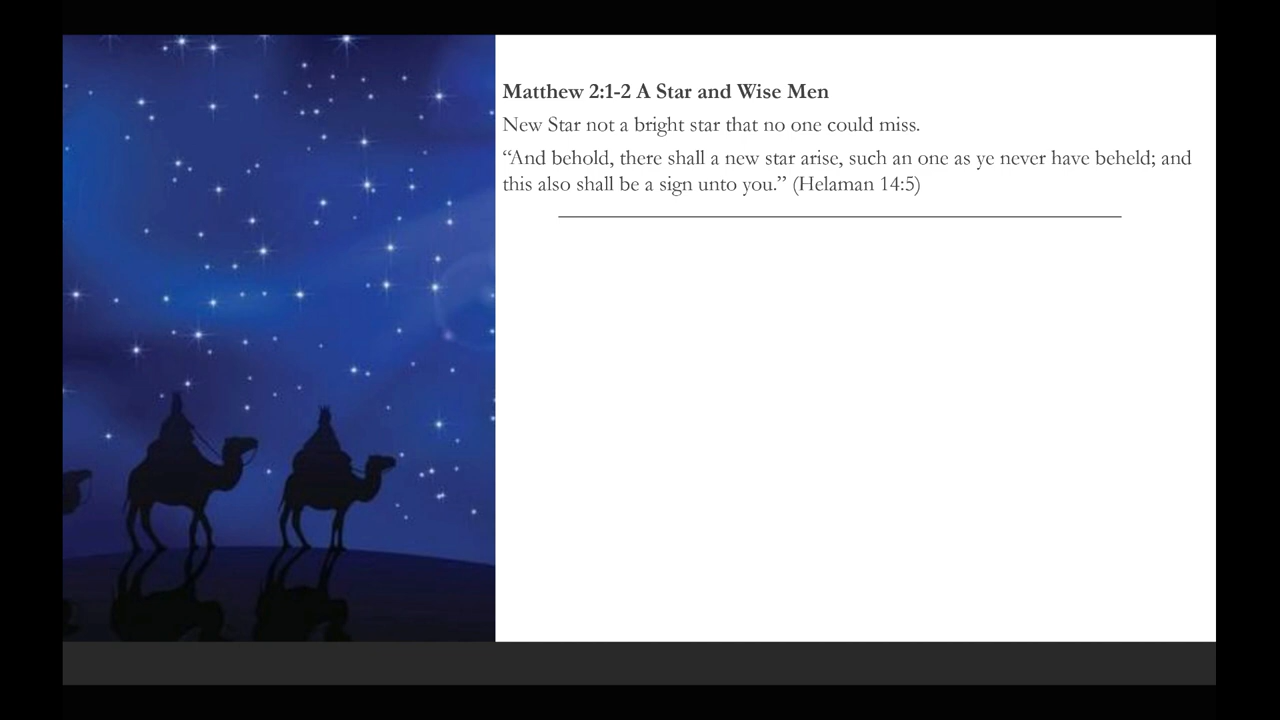 Matthew 2:1-2 A Star and Wise Men
New Star not a bright star that no one could miss.
“And behold, there shall a new star arise, such an one as ye never have beheld; and
this also shall be a sign unto you.” (Helaman 14:5)